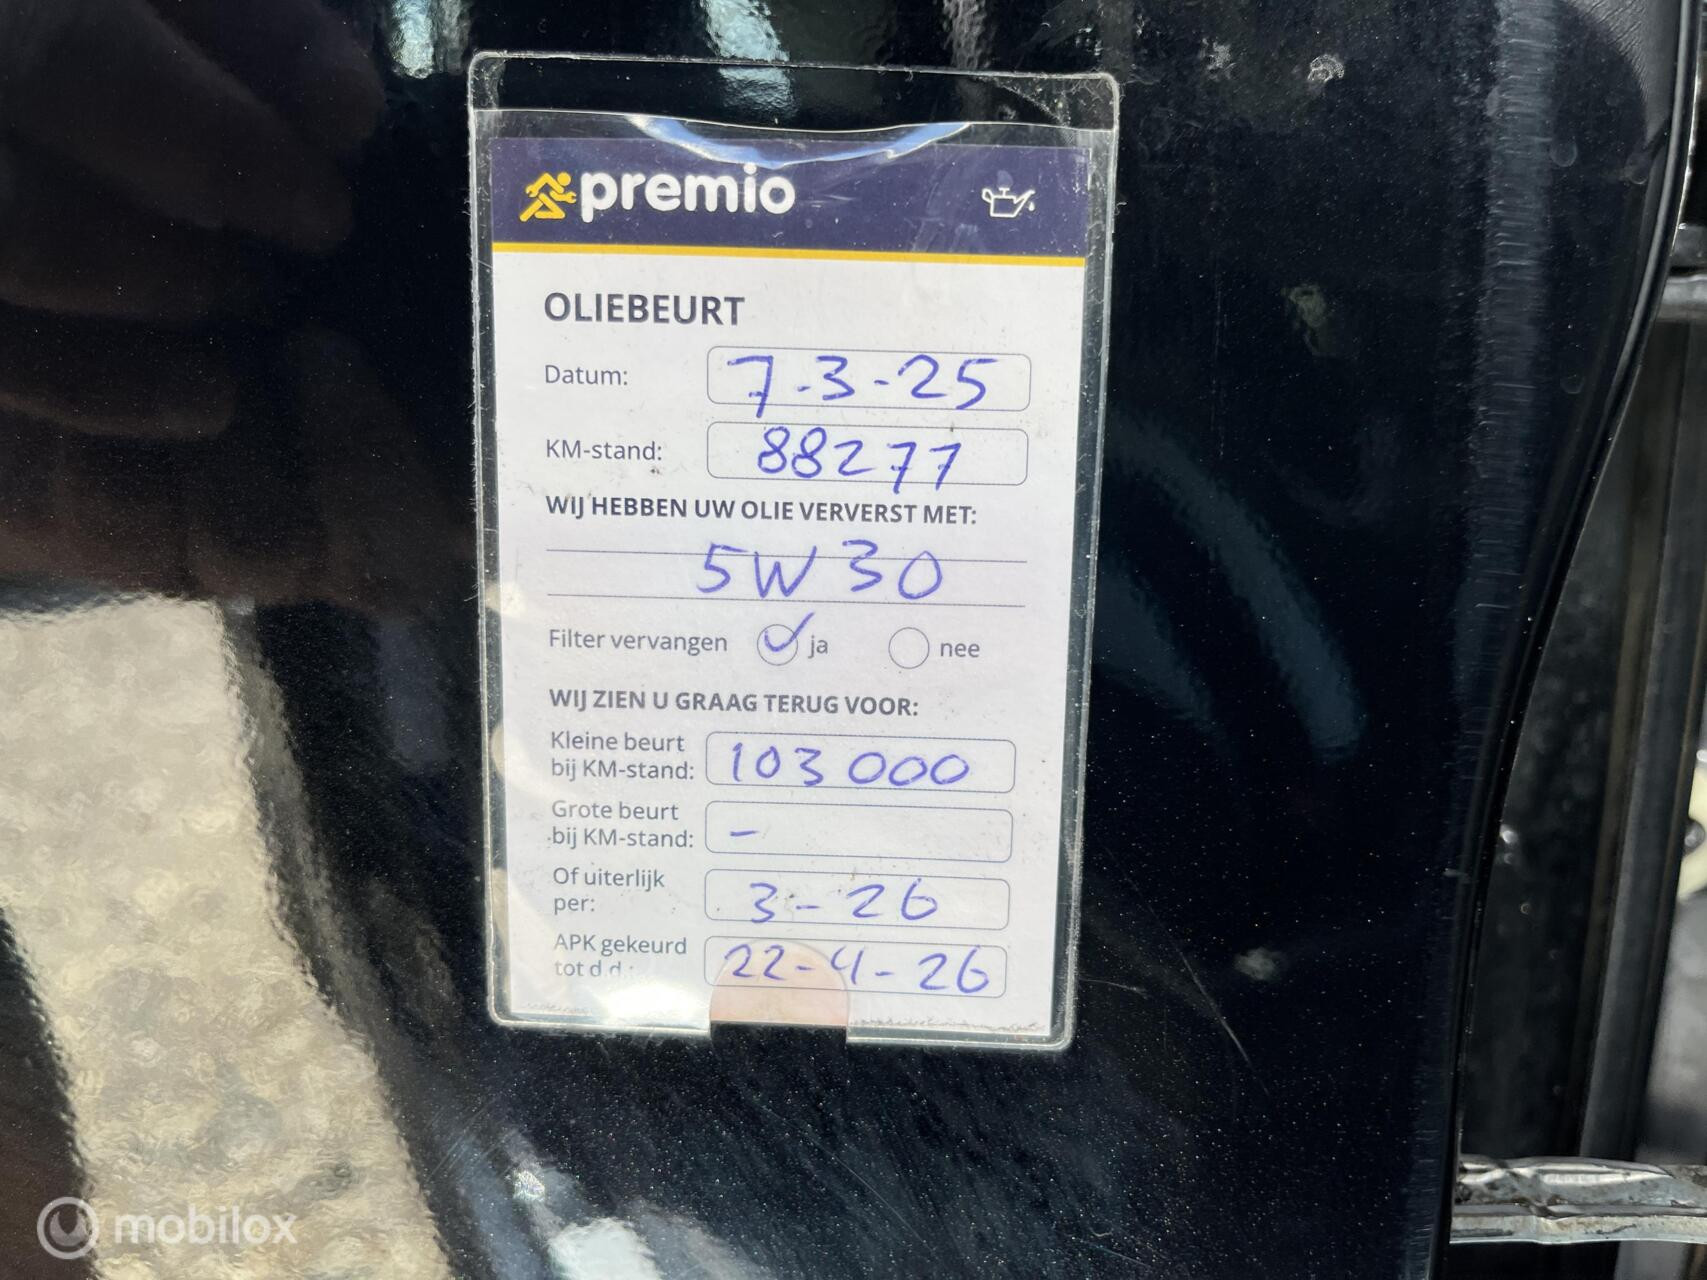 premio
OLIEBEURT
Datum: 7-3-25
KM-stand: 88277
WIJ HEBBEN UW OLIE VERVERST MET:
5W30
Filter vervangen ja nee
WIJ ZIEN U GRAAG TERUG VOOR:
Kleine beurt
bij KM-stand: 103000
Grote beurt
bij KM-stand: -
Of uiterlijk
per: 3-26
APK gekeurd
tot d.d.: 22-4-26
mobilox